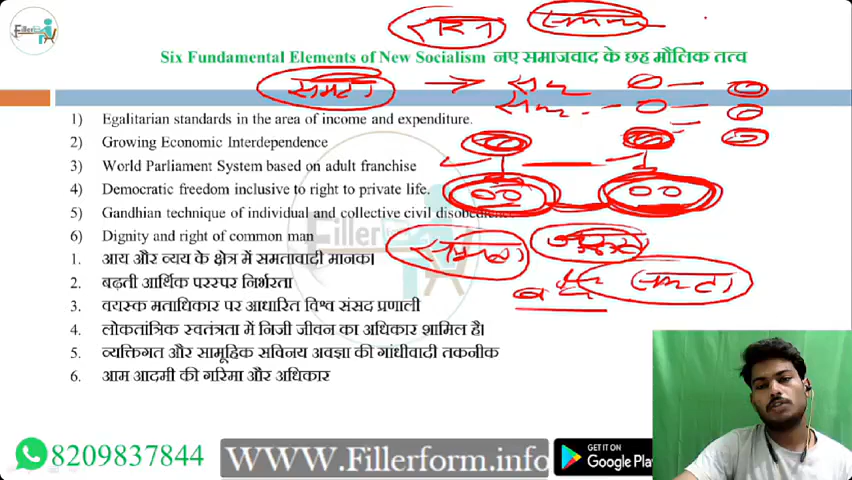 Filler
Six Fundamental Elements of New Socialism नए समाजवाद के छह मौलिक तत्व
समता
1) Egalitarian standards in the area of income and expenditure.
2) Growing Economic Interdependence
3) World Parliament System based on adult franchise
4) Democratic freedom inclusive to right to private life.
5) Gandhian technique of individual and collective civil disobedience.
6) Dignity and right of common man
1. आय और व्यय के क्षेत्र में समतावादी मानक।
2. बढ़ती आर्थिक परस्पर निर्भरता
3. वयस्क मताधिकार पर आधारित विश्व संसद प्रणाली
4. लोकतांत्रिक स्वतंत्रता में निजी जीवन का अधिकार शामिल है।
5. व्यक्तिगत और सामूहिक सविनय अवज्ञा की गांधीवादी तकनीक
6. आम आदमी की गरिमा और अधिकार
8209837844 WWW.Fillerform.info GET IT ON
Google Pla